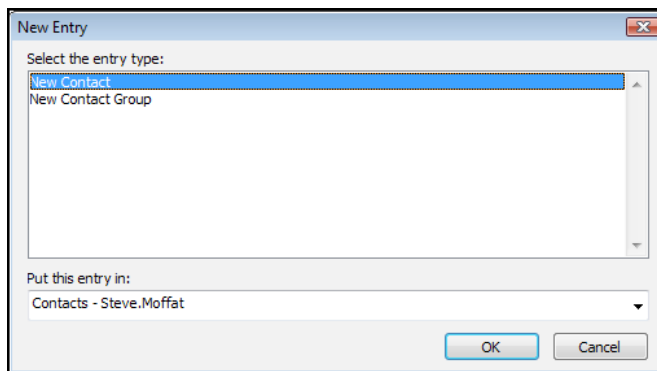 New Entry
Select the entry type:
New Contact
New Contact Group
Put this entry in:
Contacts - Steve.Moffat
OK Cancel